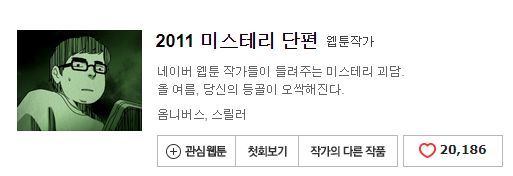 2011 미스테리 단편 웹툰작가
네이버 웹툰 작가들이 들려주는 미스테리 괴담.
올 여름, 당신의 등골이 오싹해진다.
옴니버스, 스릴러
관심웹툰 첫회보기 작가의 다른 작품 20,186